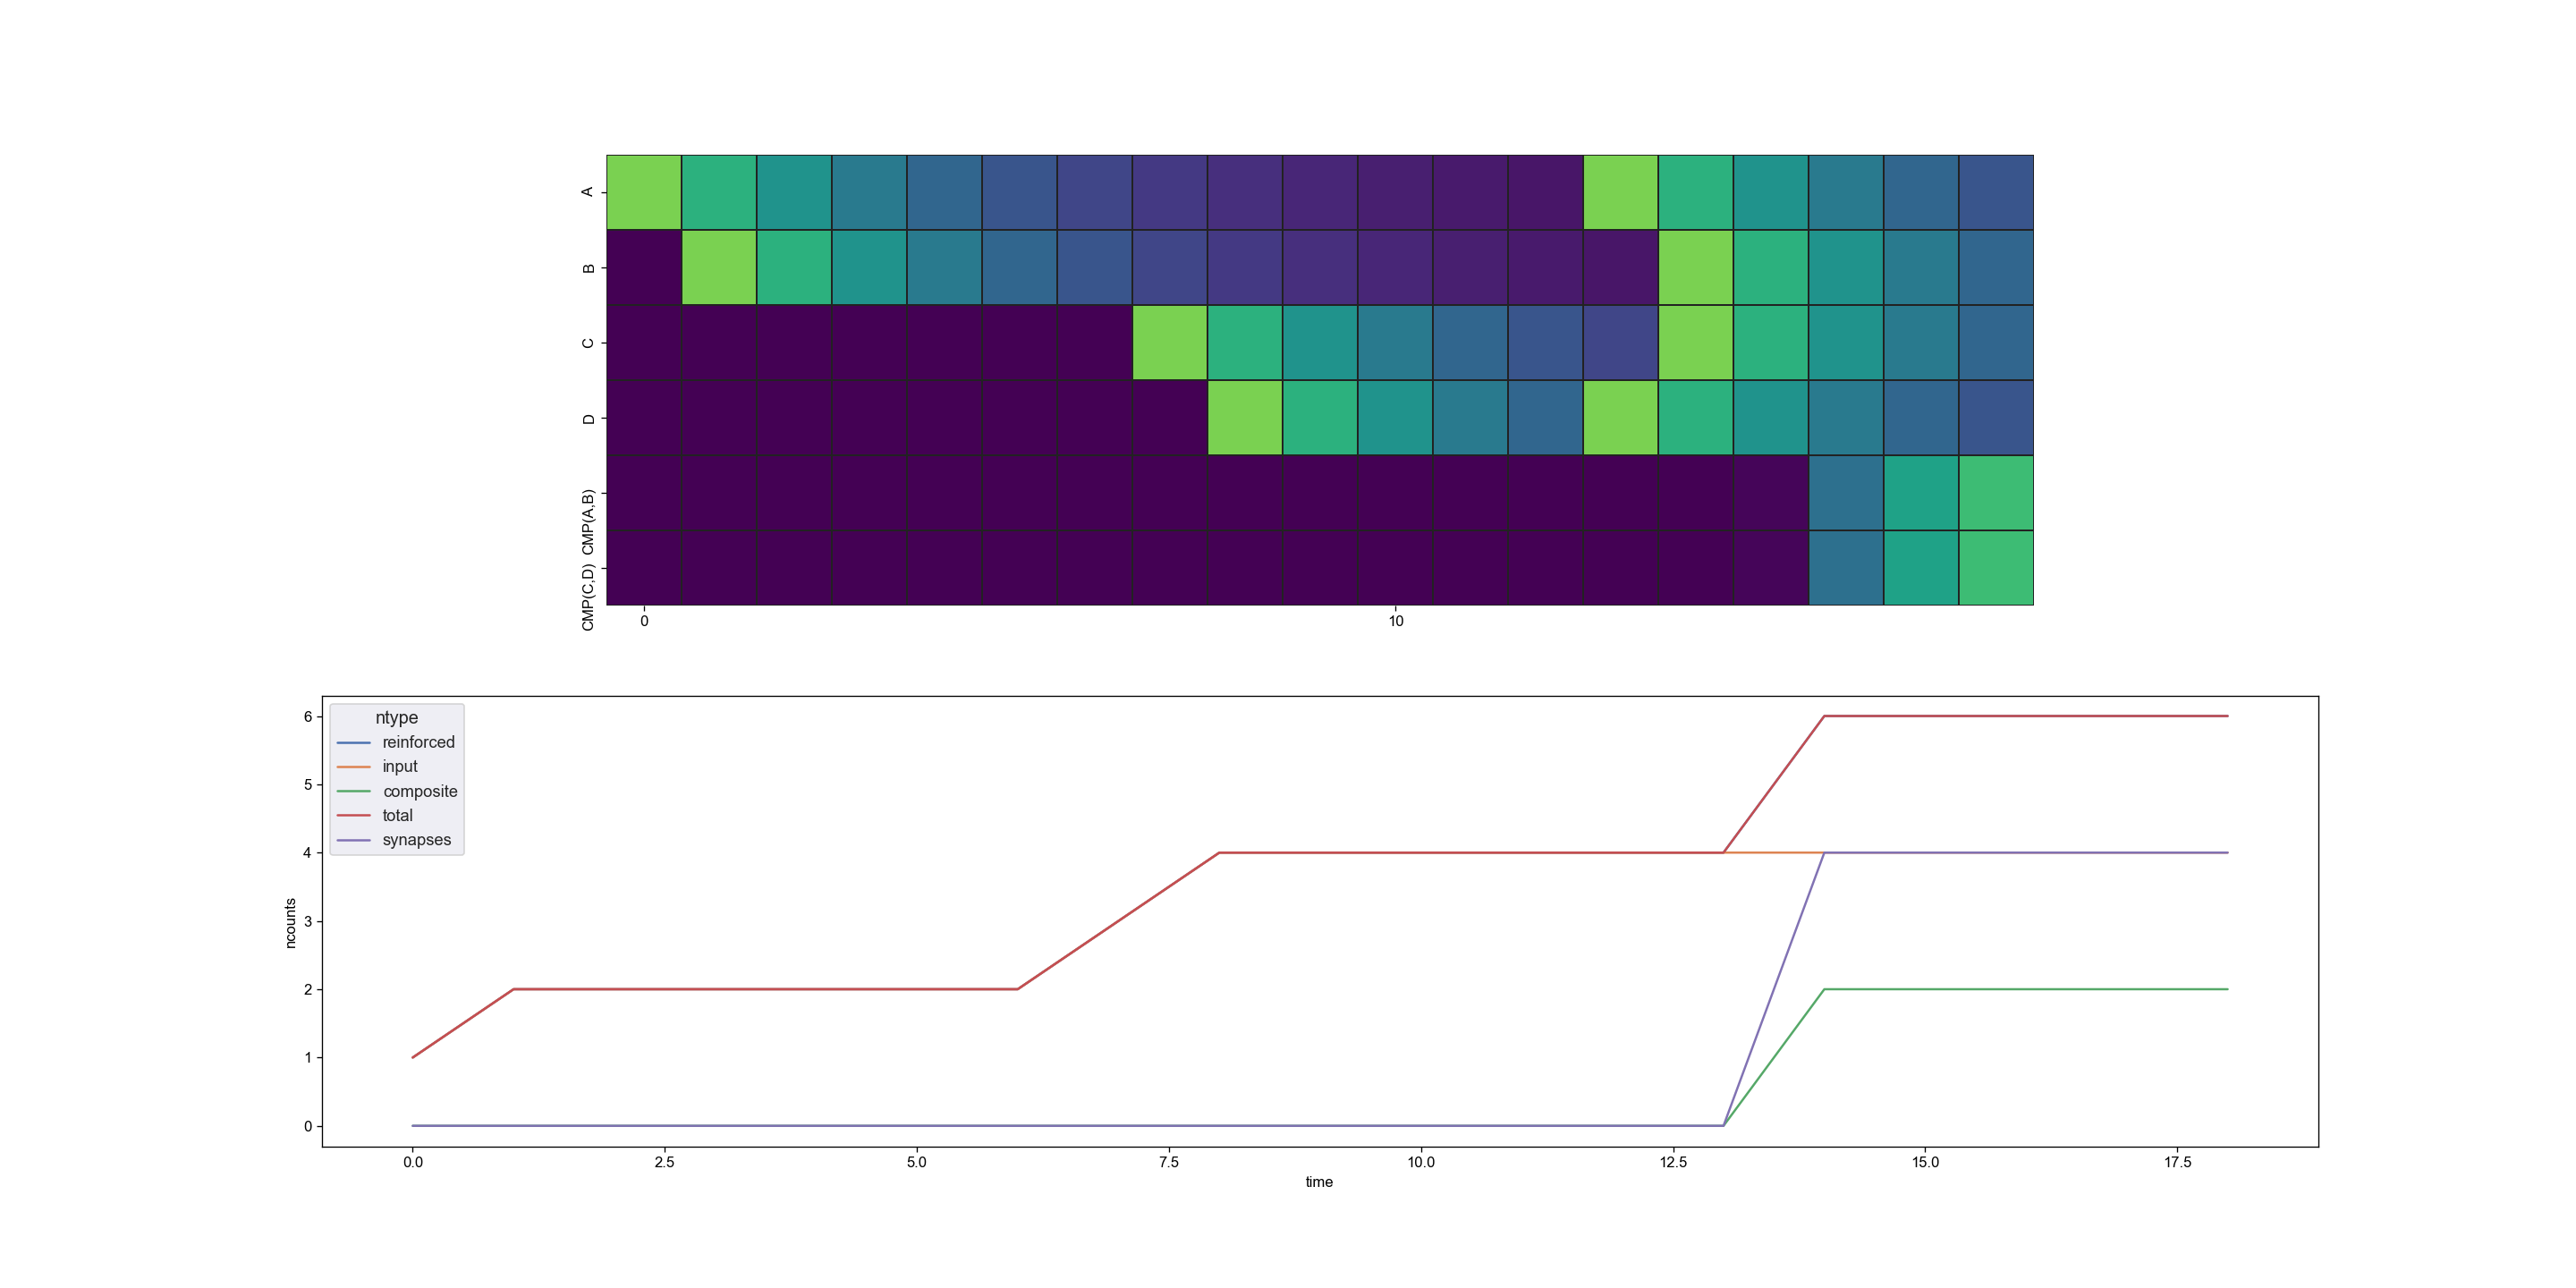 A
B
C
D
CMP(A,B)
CMP(C,D)
0 10
ntype
reinforced
input
composite
total
synapses
6
5
4
3
2
1
0
ncounts
0.0 2.5 5.0 7.5 10.0 12.5 15.0 17.5
time